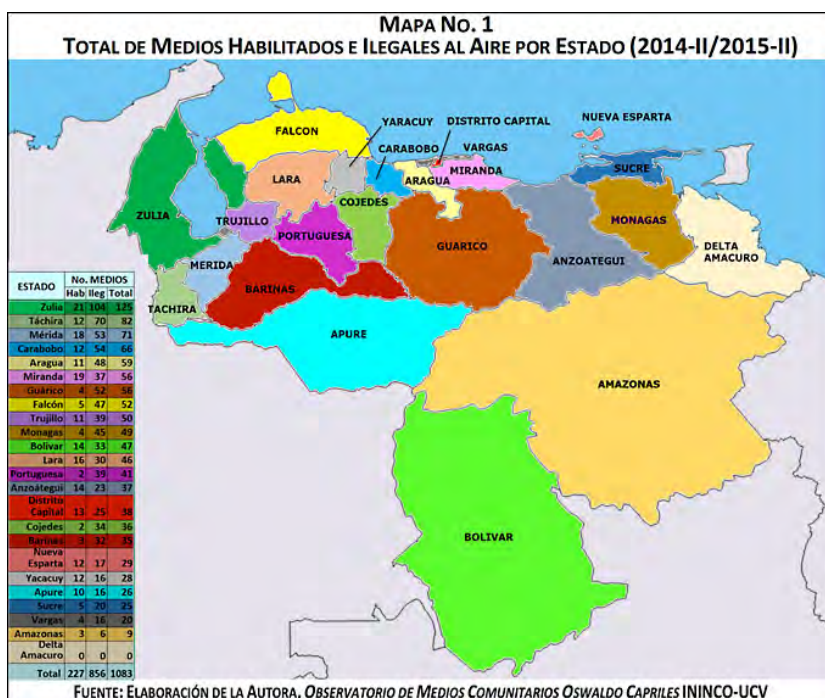 MAPA NO. 1
TOTAL DE MEDIOS HABILITADOS E ILEGALES AL AIRE POR ESTADO (2014-II/2015-II)
NUEVA ESPARTA
DISTRITO CAPITAL
YARACUY
FALCON
CARABOBO
VARGAS
LARA
ARAGUA
MIRANDA
SUCRE
ZULIA
TRUJILLO
COJEDES
PORTUGUESA
GUARICO
MONAGAS
ANZOATEGUI
DELTA
AMACURO
MERIDA
BARINAS
TACHIRA
APURE
AMAZONAS
BOLIVAR
ESTADO No. MEDIOS
Hab Ileg Total
Zulia 21 104 125
Táchira 12 70 82
Mérida 18 53 71
Carabobo 12 54 66
Aragua 11 48 59
Miranda 19 37 56
Guárico 4 52 56
Falcón 5 47 52
Trujillo 11 39 50
Monagas 4 45 49
Bolívar 14 33 47
Lara 16 30 46
Portuguesa 2 39 41
Anzoátegui 14 23 37
Distrito
Capital 13 25 38
Cojedes 2 34 36
Barinas 3 32 35
Nueva
Esparta 12 17 29
Yacacuy 12 16 28
Apure 10 16 26
Sucre 5 20 25
Vargas 4 16 20
Amazonas 3 6 9
Delta
Amacuro 0 0 0
Total 227 856 1083
FUENTE: ELABORACIÓN DE LA AUTORA. OBSERVATORIO DE MEDIOS COMUNITARIOS OSWALDO CAPRILES ININCO-UCV